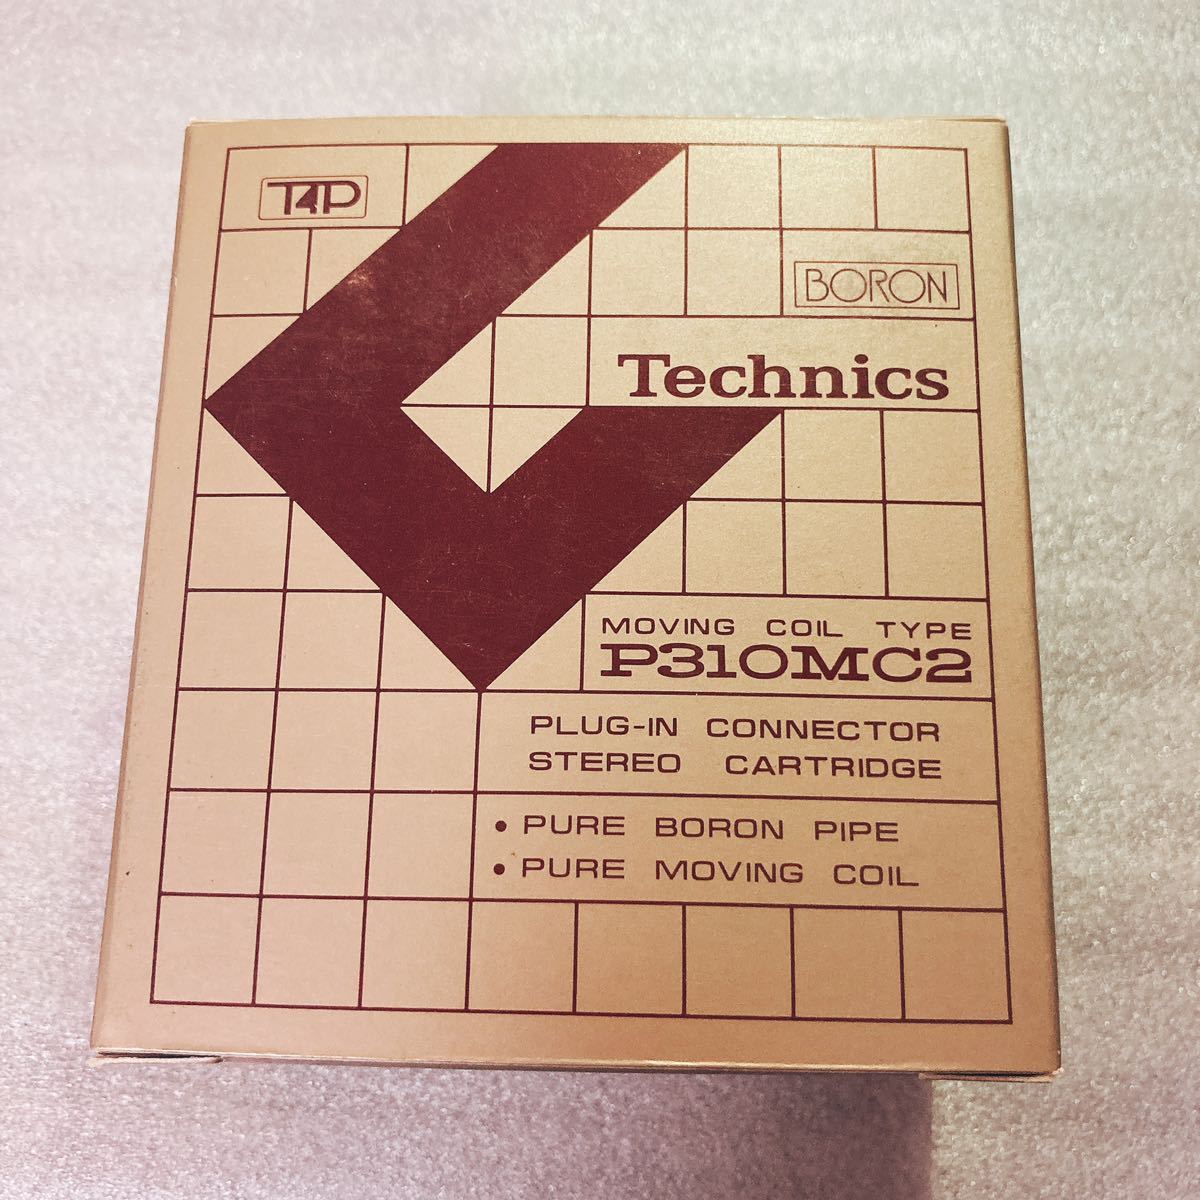 T4P
BORON
Technics
MOVING COIL TYPE
P310MC2
PLUG-IN CONNECTOR
STEREO CARTRIDGE
• PURE BORON PIPE
• PURE MOVING COIL